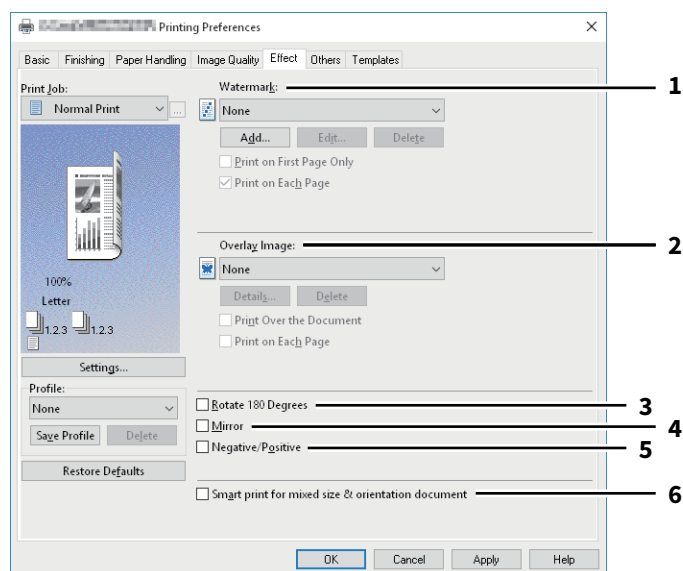 Printing Preferences
Basic Finishing Paper Handling Image Quality Effect Others Templates
Print Job:
Normal Print
...
100%
Letter
1.2.3 1.2.3
Settings...
Profile:
None
Save Profile Delete
Restore Defaults
Watermark: 1
None
Add... Edit... Delete
Print on First Page Only
Print on Each Page
Overlay Image: 2
None
Details... Delete
Print Over the Document
Print on Each Page
Rotate 180 Degrees 3
Mirror 4
Negative/Positive 5
Smart print for mixed size & orientation document 6
OK Cancel Apply Help